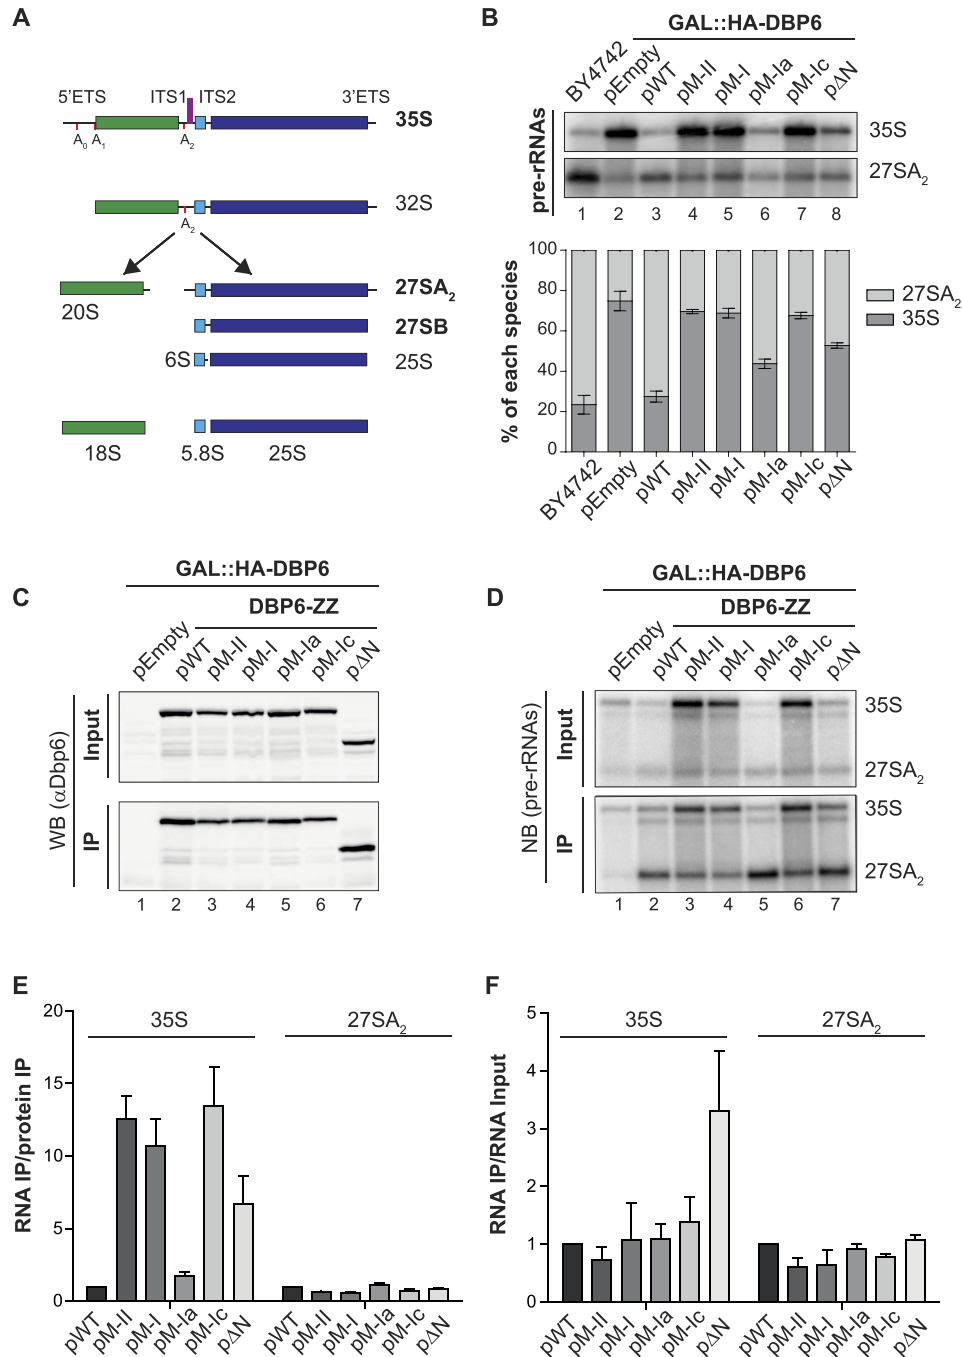 A
5'ETS ITS1 ITS2 3'ETS
35S
A0 A1 A2
32S
A2
20S
27SA2
27SB
6S 25S
18S 5.8S 25S
B
GAL::HA-DBP6
BY4742 pEmpty pWT pM-II pM-I pM-Ia pM-Ic pΔN
pre-rRNAs
35S
27SA2
1 2 3 4 5 6 7 8
% of each species
100
80
60
40
20
0
27SA2
35S
BY4742 pEmpty pWT pM-II pM-I pM-Ia pM-Ic pΔN
C
GAL::HA-DBP6
DBP6-ZZ
pEmpty pWT pM-II pM-I pM-Ia pM-Ic pΔN
WB (αDbp6)
Input
IP
1 2 3 4 5 6 7
D
GAL::HA-DBP6
DBP6-ZZ
pEmpty pWT pM-II pM-I pM-Ia pM-Ic pΔN
NB (pre-rRNAs)
Input
35S
27SA2
IP
35S
27SA2
1 2 3 4 5 6 7
E
35S 27SA2
RNA IP/protein IP
20
15
10
5
0
pWT pM-II pM-I pM-Ia pM-Ic pΔN pWT pM-II pM-I pM-Ia pM-Ic pΔN
F
35S 27SA2
RNA IP/RNA Input
5
4
3
2
1
0
pWT pM-II pM-I pM-Ia pM-Ic pΔN pWT pM-II pM-I pM-Ia pM-Ic pΔN